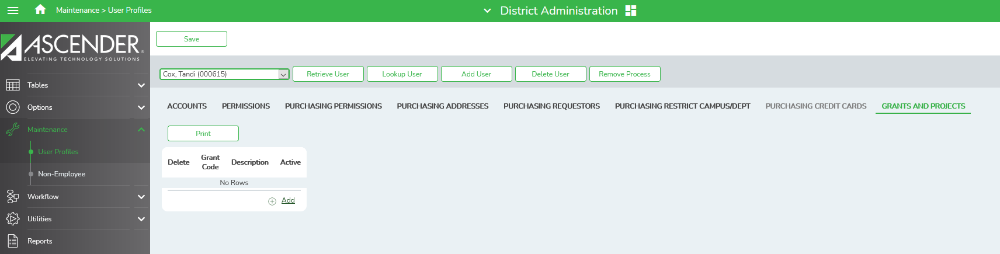 Maintenance > User Profiles
District Administration
ASCENDER®
ELEVATING TECHNOLOGY SOLUTIONS
Tables
Options
Maintenance
User Profiles
Non-Employee
Workflow
Utilities
Reports
Save
Cox, Tandi (000615)
Retrieve User
Lookup User
Add User
Delete User
Remove Process
ACCOUNTS
PERMISSIONS
PURCHASING PERMISSIONS
PURCHASING ADDRESSES
PURCHASING REQUESTORS
PURCHASING RESTRICT CAMPUS/DEPT
PURCHASING CREDIT CARDS
GRANTS AND PROJECTS
Print
Delete
Grant
Code
Description
Active
No Rows
Add